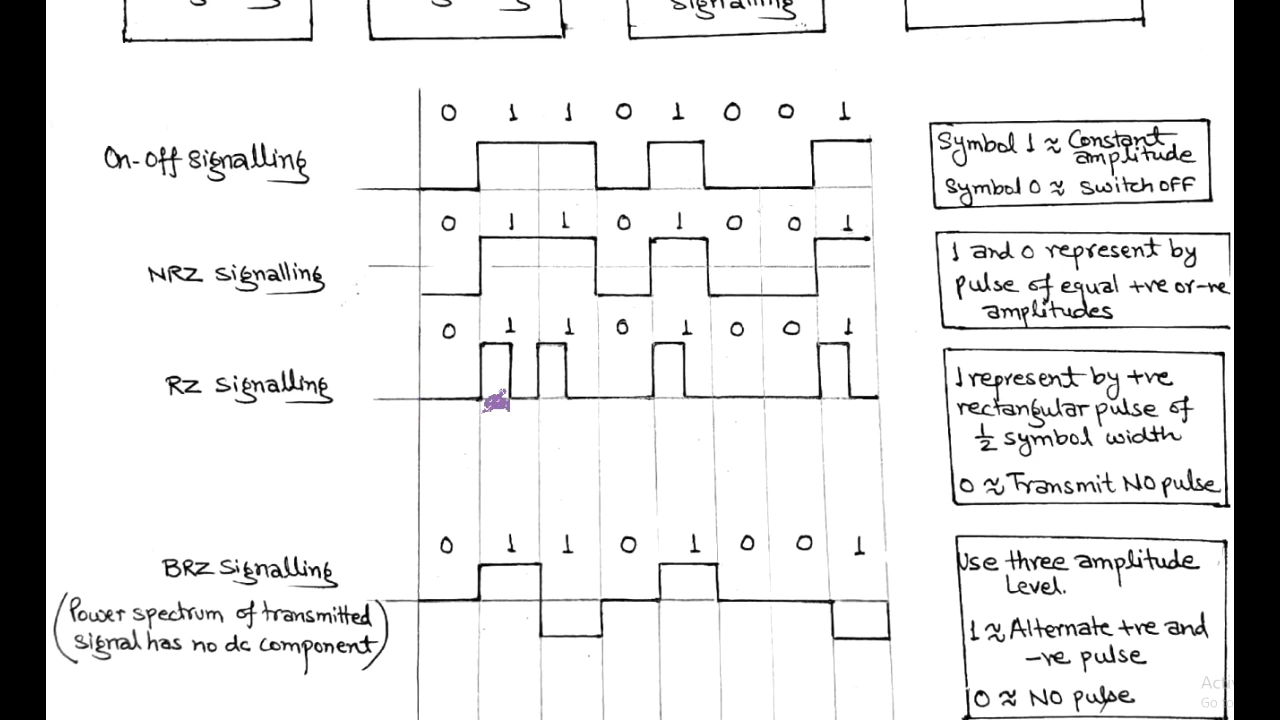 Signalling
0 1 1 0 1 0 0 1
On-Off Signalling
Symbol 1 ≈ Constant
amplitude
Symbol 0 ≈ Switch off
0 1 1 0 1 0 0 1
NRZ Signalling
1 and 0 represent by
pulse of equal +ve or -ve
amplitudes
0 1 1 0 1 0 0 1
RZ Signalling
1 represent by +ve
rectangular pulse of
1/2 symbol width
0 ≈ Transmit NO pulse
0 1 1 0 1 0 0 1
BRZ Signalling
(Power spectrum of transmitted
signal has no dc component)
Use three amplitude
Level.
1 ≈ Alternate +ve and
-ve pulse
0 ≈ No pulse